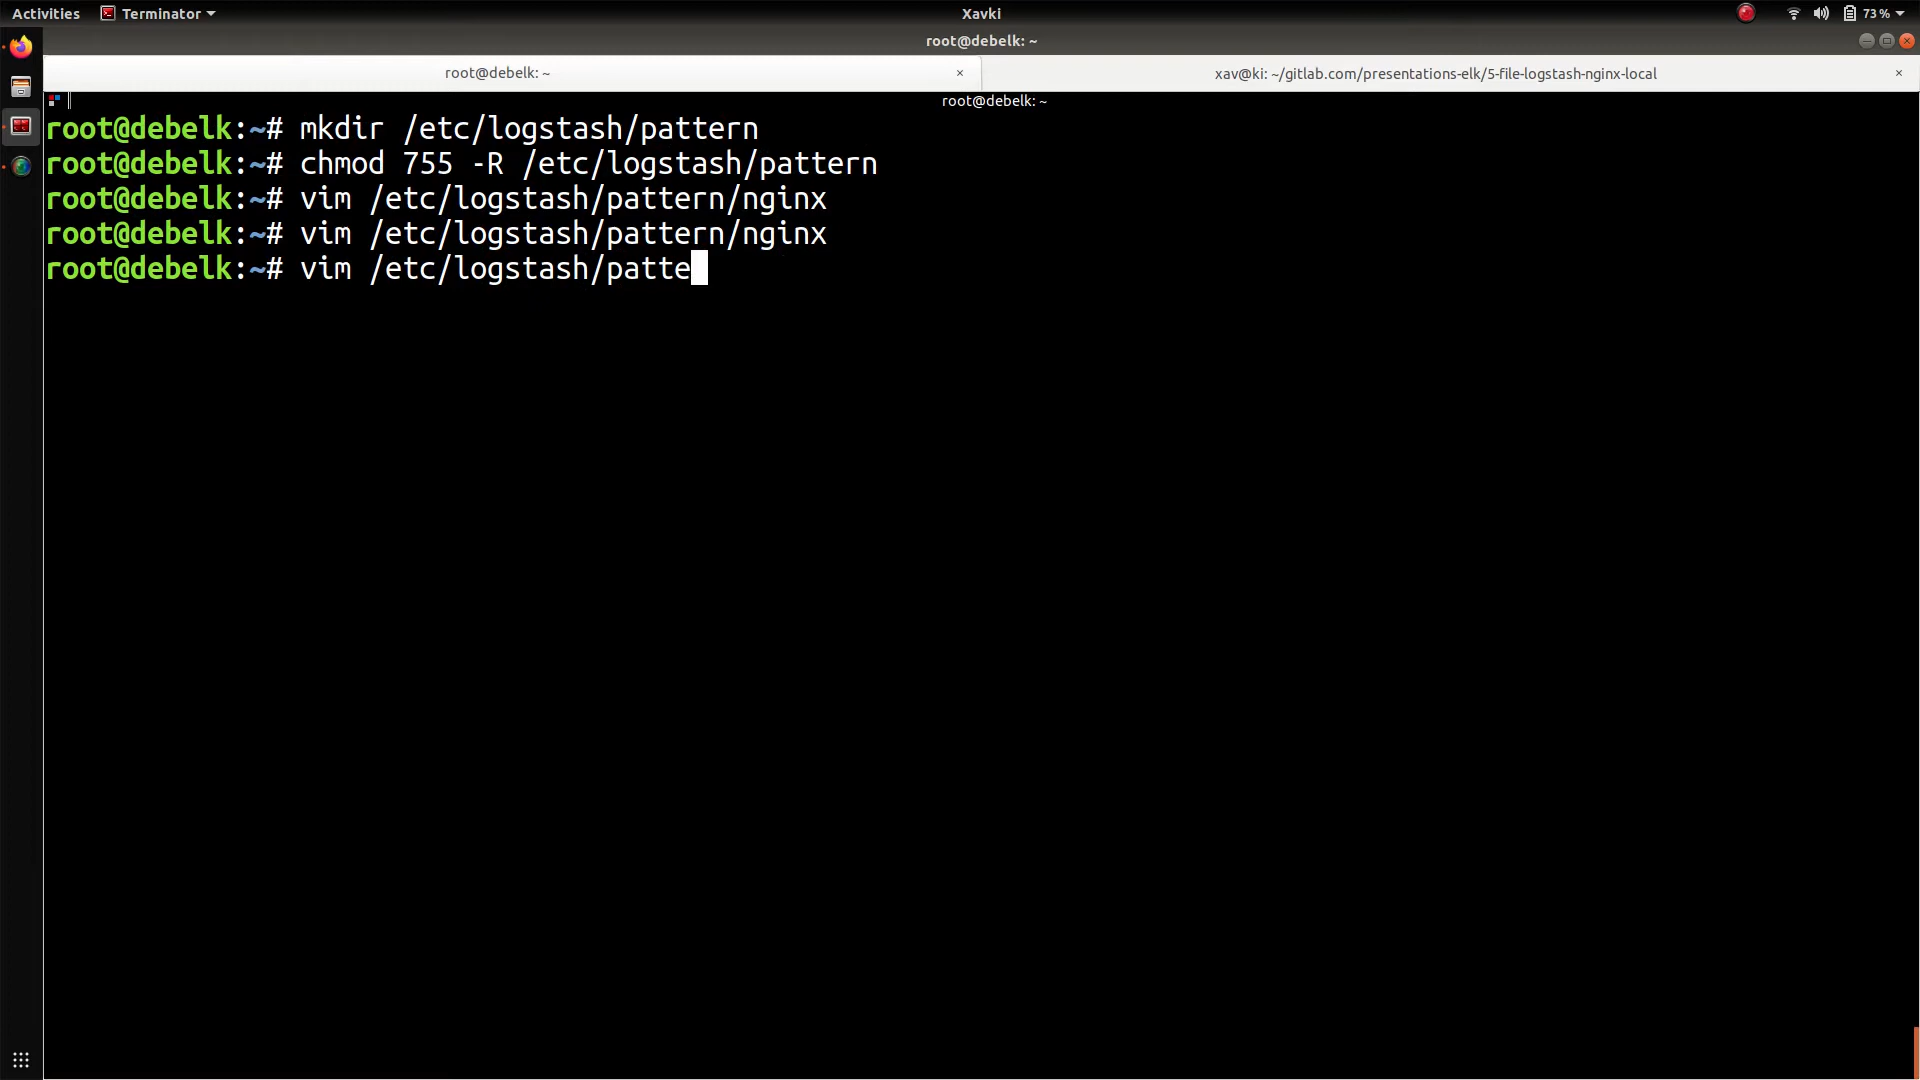 Activities Terminator Xavki 73 %
root@debelk: ~
root@debelk: ~ × xav@ki: ~/gitlab.com/presentations-elk/5-file-logstash-nginx-local ×
root@debelk: ~
root@debelk:~# mkdir /etc/logstash/pattern
root@debelk:~# chmod 755 -R /etc/logstash/pattern
root@debelk:~# vim /etc/logstash/pattern/nginx
root@debelk:~# vim /etc/logstash/pattern/nginx
root@debelk:~# vim /etc/logstash/patte